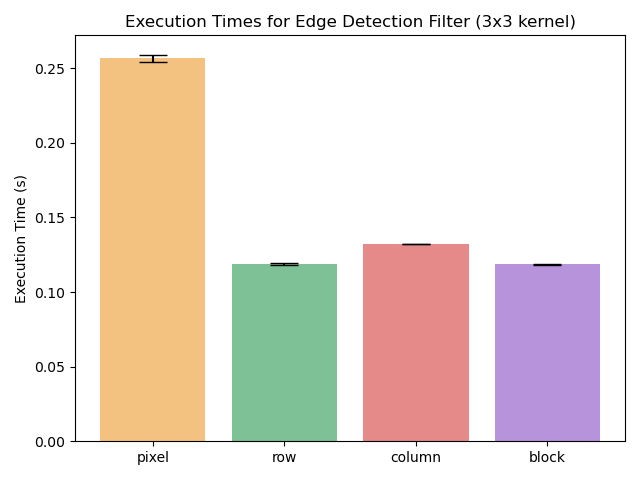 Execution Times for Edge Detection Filter (3x3 kernel)
Execution Time (s)
0.25
0.20
0.15
0.10
0.05
0.00
pixel row column block